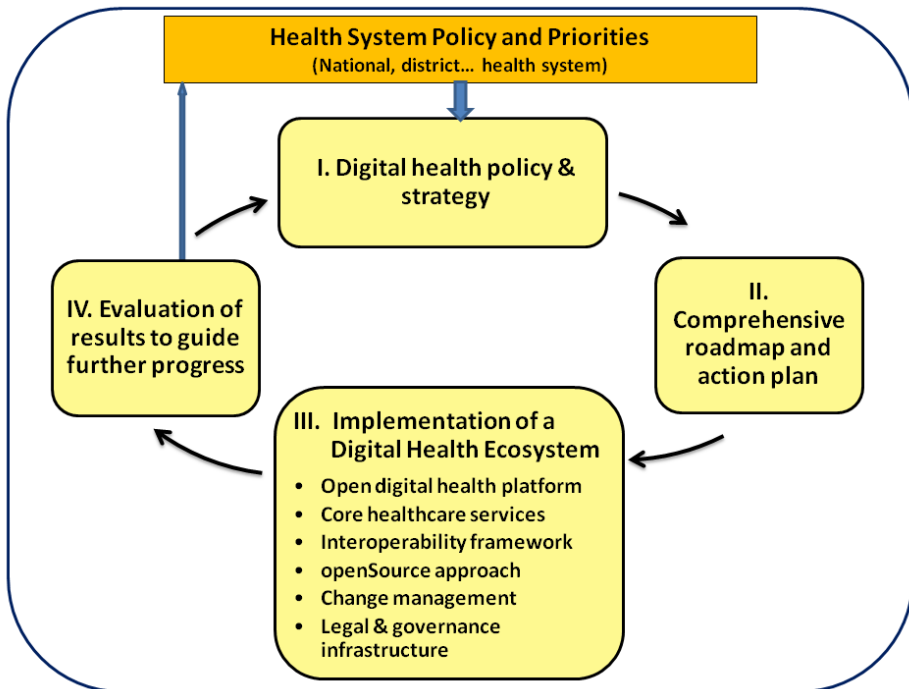 Health System Policy and Priorities
(National, district... health system)
I. Digital health policy &
strategy
II.
Comprehensive
roadmap and
action plan
III. Implementation of a
Digital Health Ecosystem
• Open digital health platform
• Core healthcare services
• Interoperability framework
• openSource approach
• Change management
• Legal & governance
infrastructure
IV. Evaluation of
results to guide
further progress